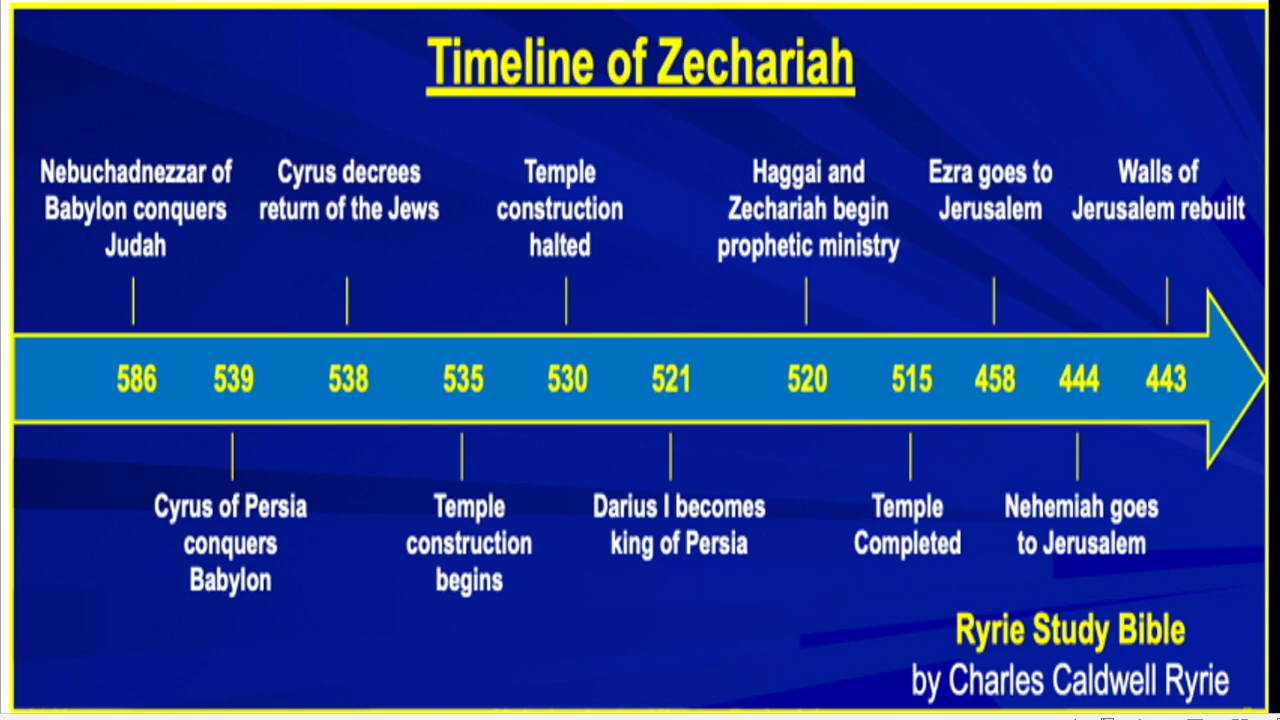 Timeline of Zechariah
Nebuchadnezzar of
Babylon conquers
Judah
Cyrus decrees
return of the Jews
Temple
construction
halted
Haggai and
Zechariah begin
prophetic ministry
Ezra goes to
Jerusalem
Walls of
Jerusalem rebuilt
586 539 538 535 530 521 520 515 458 444 443
Cyrus of Persia
conquers
Babylon
Temple
construction
begins
Darius I becomes
king of Persia
Temple
Completed
Nehemiah goes
to Jerusalem
Ryrie Study Bible
by Charles Caldwell Ryrie